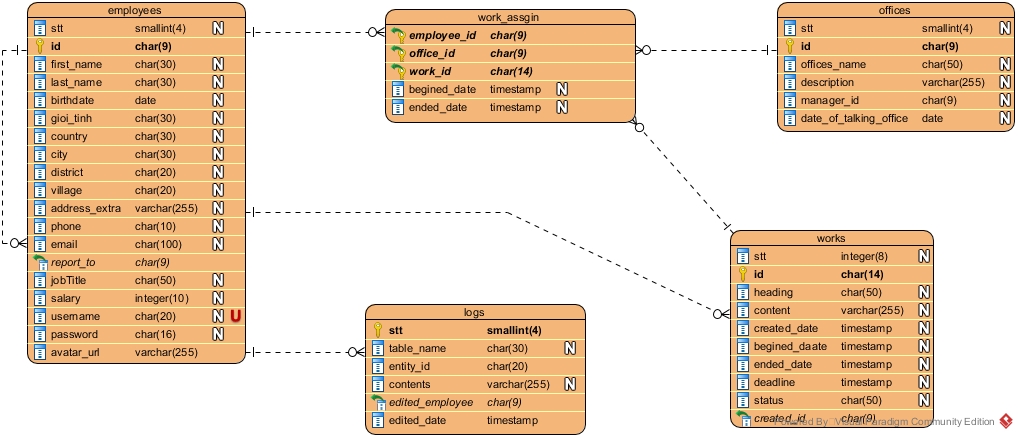 employees
stt smallint(4) N
id char(9)
first_name char(30) N
last_name char(30) N
birthdate date N
gioi_tinh char(30) N
country char(30) N
city char(30) N
district char(20) N
village char(20) N
address_extra varchar(255) N
phone char(10) N
email char(100) N
report_to char(9)
jobTitle char(50) N
salary integer(10) N
username char(20) N U
password char(16) N
avatar_url varchar(255)
work_assgin
employee_id char(9)
office_id char(9)
work_id char(14)
begined_date timestamp N
ended_date timestamp N
offices
stt smallint(4) N
id char(9)
offices_name char(50) N
description varchar(255) N
manager_id char(9) N
date_of_talking_office date N
logs
stt smallint(4)
table_name char(30) N
entity_id char(20)
contents varchar(255) N
edited_employee char(9)
edited_date timestamp
works
stt integer(8) N
id char(14)
heading char(50) N
content varchar(255) N
created_date timestamp N
begined_daate timestamp N
ended_date timestamp N
deadline timestamp N
status char(50) N
created_id char(9)
Powered By Visual Paradigm Community Edition